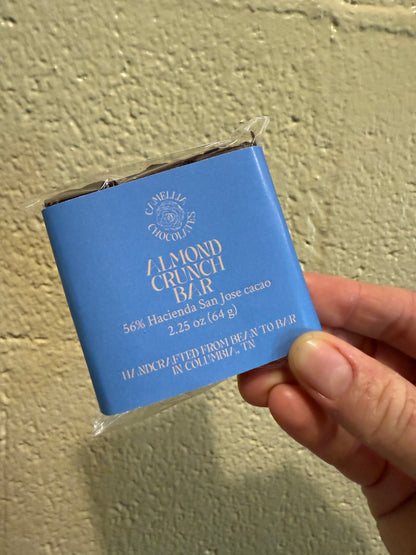 CAMELLIA
CHOCOLATES
ALMOND
CRUNCH
BAR
56% Hacienda San Jose cacao
2.25 oz (64 g)
HANDCRAFTED FROM BEAN TO BAR
IN COLUMBIA, TN